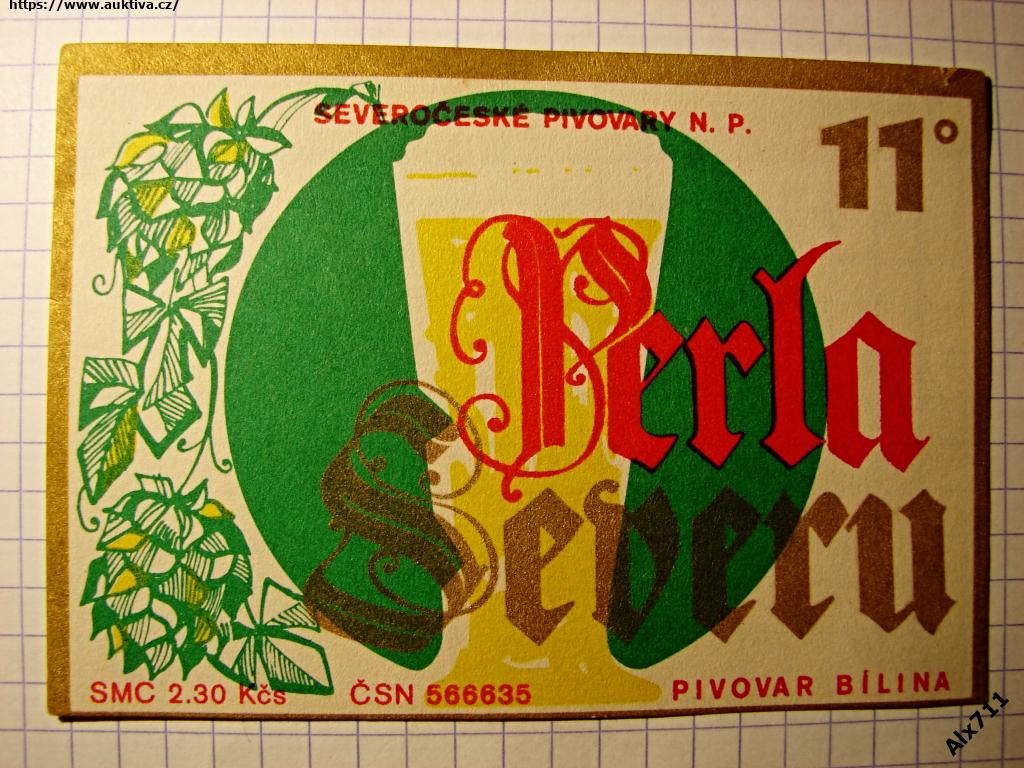 https://www.auktiva.cz/
SEVEROČESKÉ PIVOVARY N. P.
11°
Perla
Severu
SMC 2.30 Kčs ČSN 566635 PIVOVAR BÍLINA
Alx711